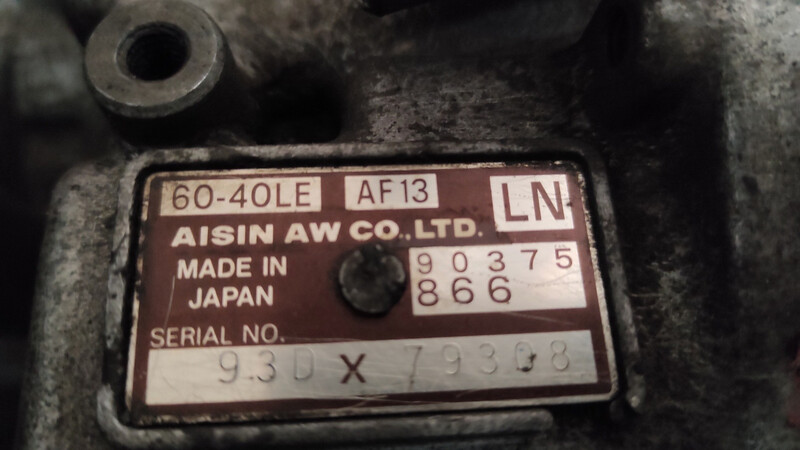 60-40LE AF13 LN
AISIN AW CO.,LTD.
MADE IN
JAPAN
90375
866
SERIAL NO.
93D X 79308